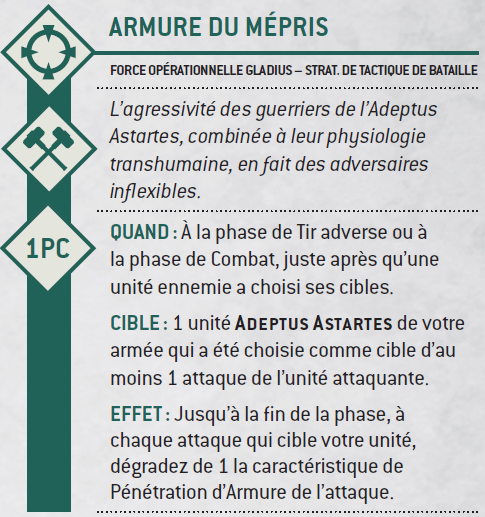 ARMURE DU MÉPRIS
FORCE OPÉRATIONNELLE GLADIUS – STRAT. DE TACTIQUE DE BATAILLE
L’agressivité des guerriers de l’Adeptus
Astartes, combinée à leur physiologie
transhumaine, en fait des adversaires
inflexibles.
1PC
QUAND : À la phase de Tir adverse ou à
la phase de Combat, juste après qu’une
unité ennemie a choisi ses cibles.
CIBLE : 1 unité ADEPTUS ASTARTES de votre
armée qui a été choisie comme cible d’au
moins 1 attaque de l’unité attaquante.
EFFET : Jusqu’à la fin de la phase, à
chaque attaque qui cible votre unité,
dégradez de 1 la caractéristique de
Pénétration d’Armure de l’attaque.